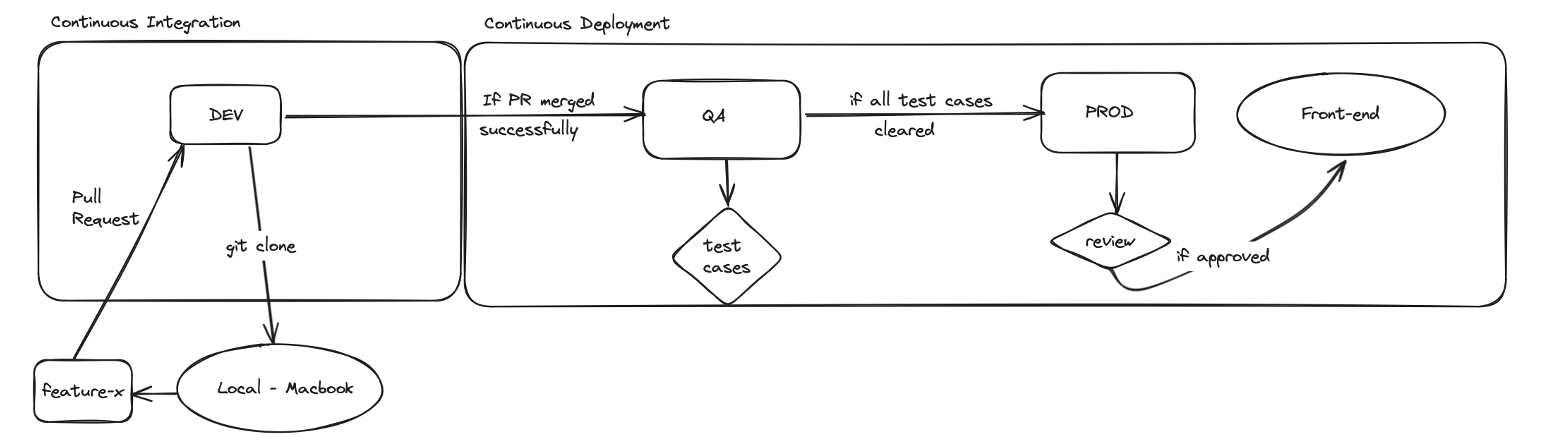 Continuous Integration
Continuous Deployment
DEV
If PR merged
successfully
QA
if all test cases
cleared
PROD
Front-end
Pull
Request
git clone
test
cases
review
if approved
feature-x
Local - Macbook